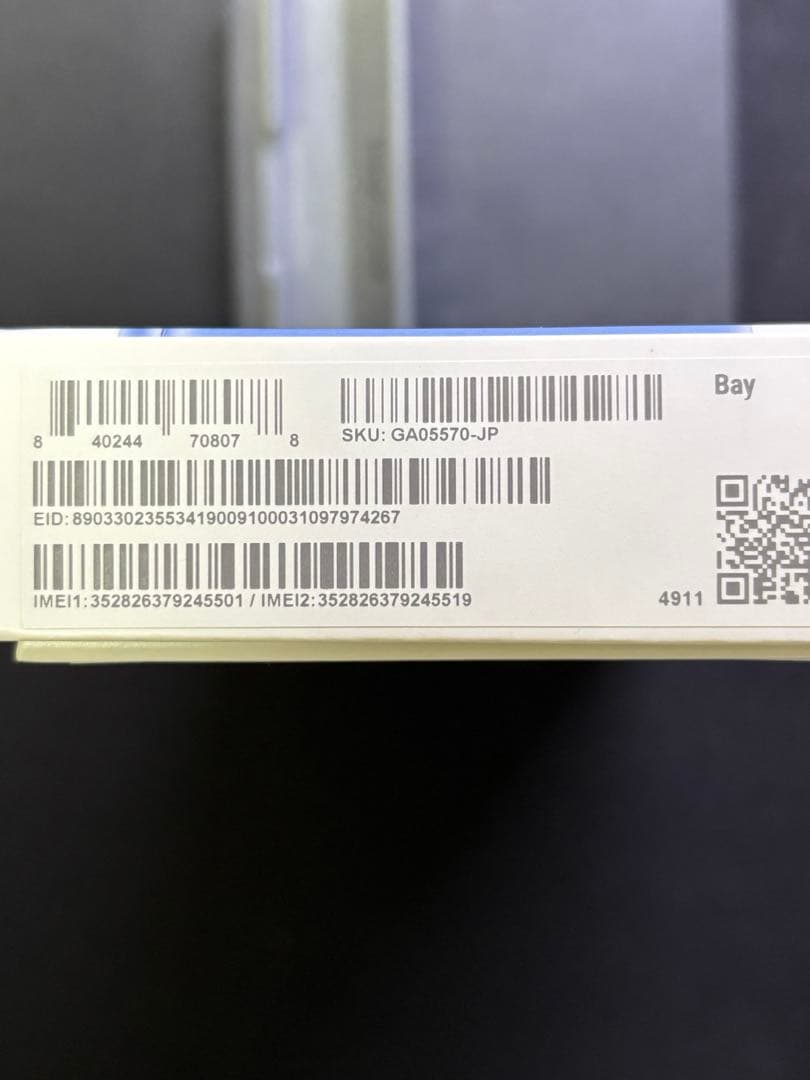 8 40244 70807 8
SKU: GA05570-JP
Bay
EID:89033023553419009100031097974267
IMEI1:352826379245501 / IMEI2:352826379245519
4911